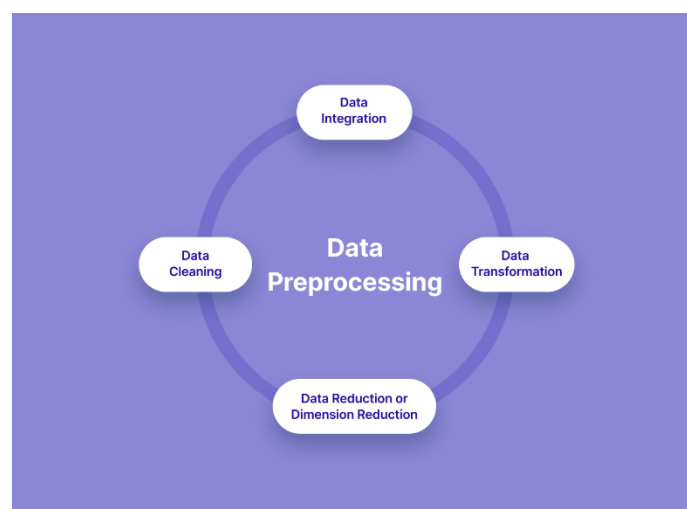 Data
Integration
Data
Cleaning
Data
Preprocessing
Data
Transformation
Data Reduction or
Dimension Reduction